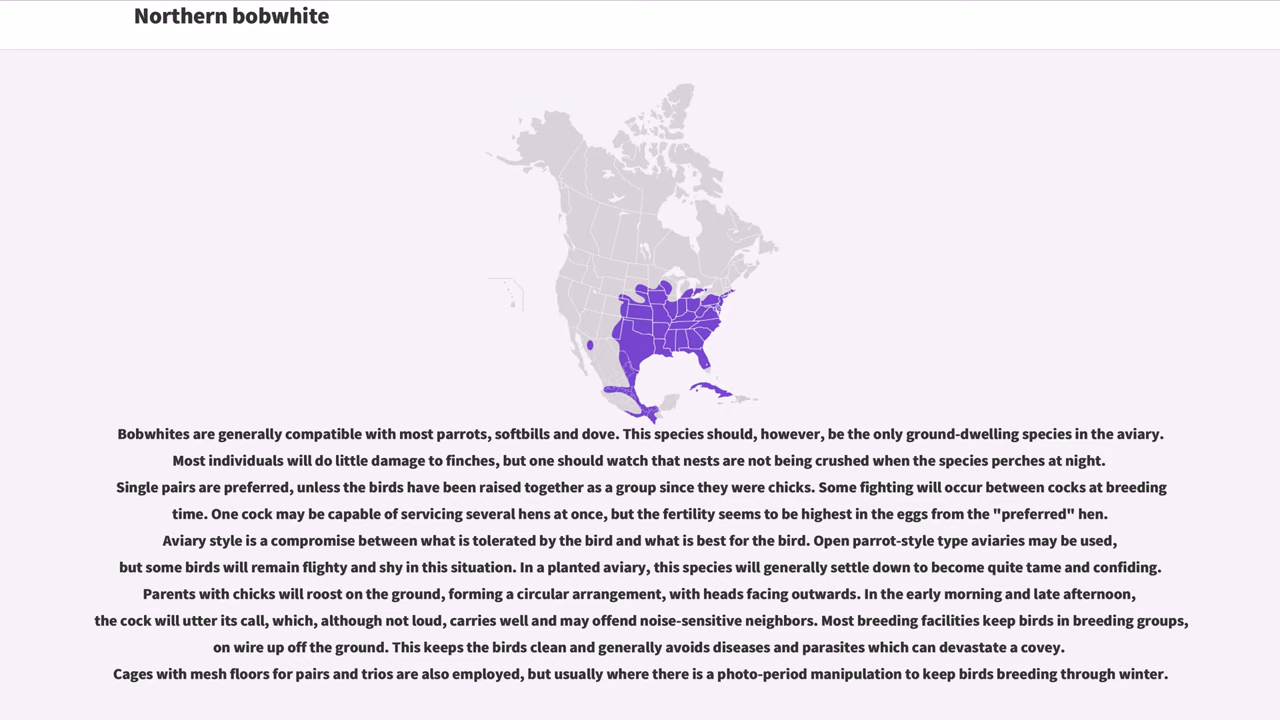 Northern bobwhite
Bobwhites are generally compatible with most parrots, softbills and dove. This species should, however, be the only ground-dwelling species in the aviary.
Most individuals will do little damage to finches, but one should watch that nests are not being crushed when the species perches at night.
Single pairs are preferred, unless the birds have been raised together as a group since they were chicks. Some fighting will occur between cocks at breeding
time. One cock may be capable of servicing several hens at once, but the fertility seems to be highest in the eggs from the "preferred" hen.
Aviary style is a compromise between what is tolerated by the bird and what is best for the bird. Open parrot-style type aviaries may be used,
but some birds will remain flighty and shy in this situation. In a planted aviary, this species will generally settle down to become quite tame and confiding.
Parents with chicks will roost on the ground, forming a circular arrangement, with heads facing outwards. In the early morning and late afternoon,
the cock will utter its call, which, although not loud, carries well and may offend noise-sensitive neighbors. Most breeding facilities keep birds in breeding groups,
on wire up off the ground. This keeps the birds clean and generally avoids diseases and parasites which can devastate a covey.
Cages with mesh floors for pairs and trios are also employed, but usually where there is a photo-period manipulation to keep birds breeding through winter.